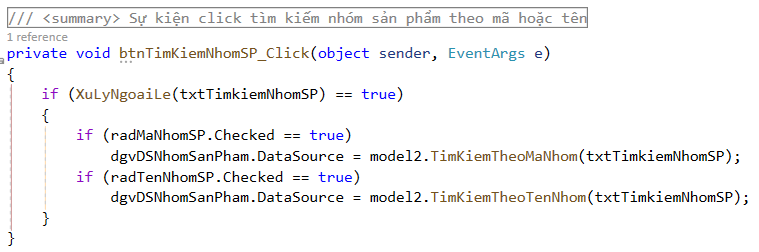 /// <summary> Sự kiện click tìm kiếm nhóm sản phẩm theo mã hoặc tên
1 reference
private void btnTimKiemNhomSP_Click(object sender, EventArgs e)
{
if (XuLyNgoaiLe(txtTimkiemNhomSP) == true)
{
if (radMaNhomSP.Checked == true)
dgvDSNhomSanPham.DataSource = model2.TimKiemTheoMaNhom(txtTimkiemNhomSP);
if (radTenNhomSP.Checked == true)
dgvDSNhomSanPham.DataSource = model2.TimKiemTheoTenNhom(txtTimkiemNhomSP);
}
}